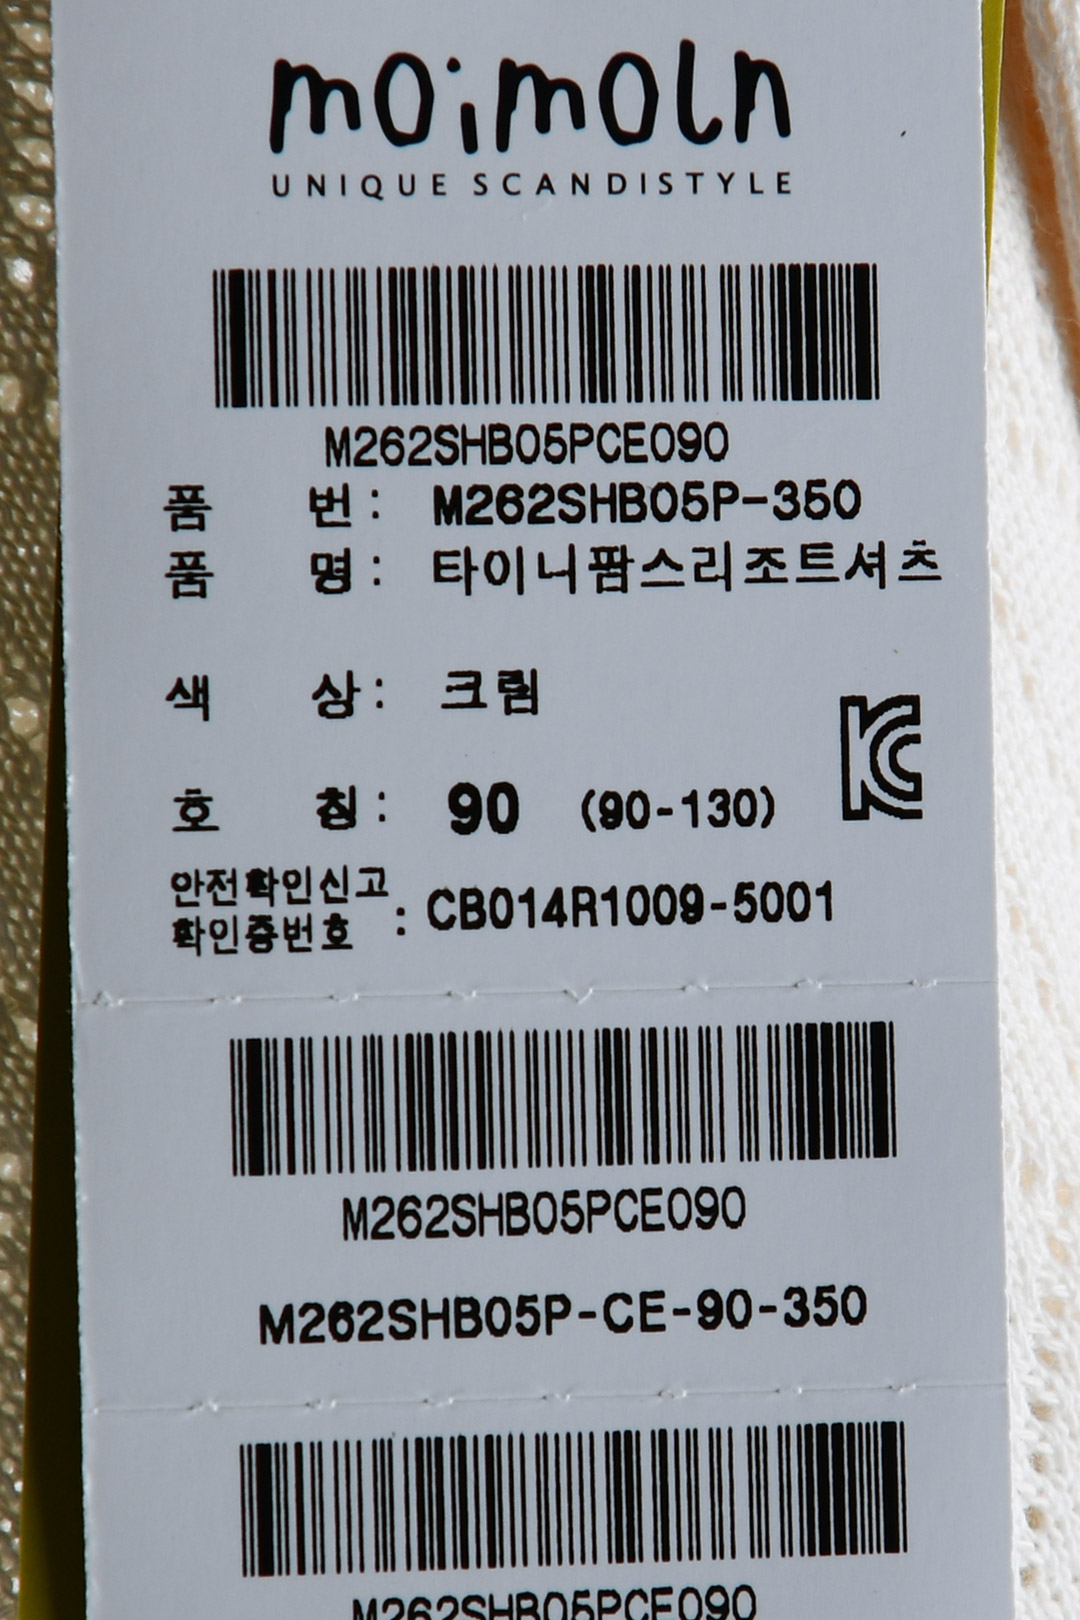 moimoln
UNIQUE SCANDISTYLE
M262SHB05PCE090
품 번 : M262SHB05P-350
품 명 : 타이니팜스리조트셔츠
색 상 : 크림
호 칭 : 90 (90-130)
안전확인신고
확인증번호 : CB014R1009-5001
M262SHB05PCE090
M262SHB05P-CE-90-350
M262SHB05PCE090